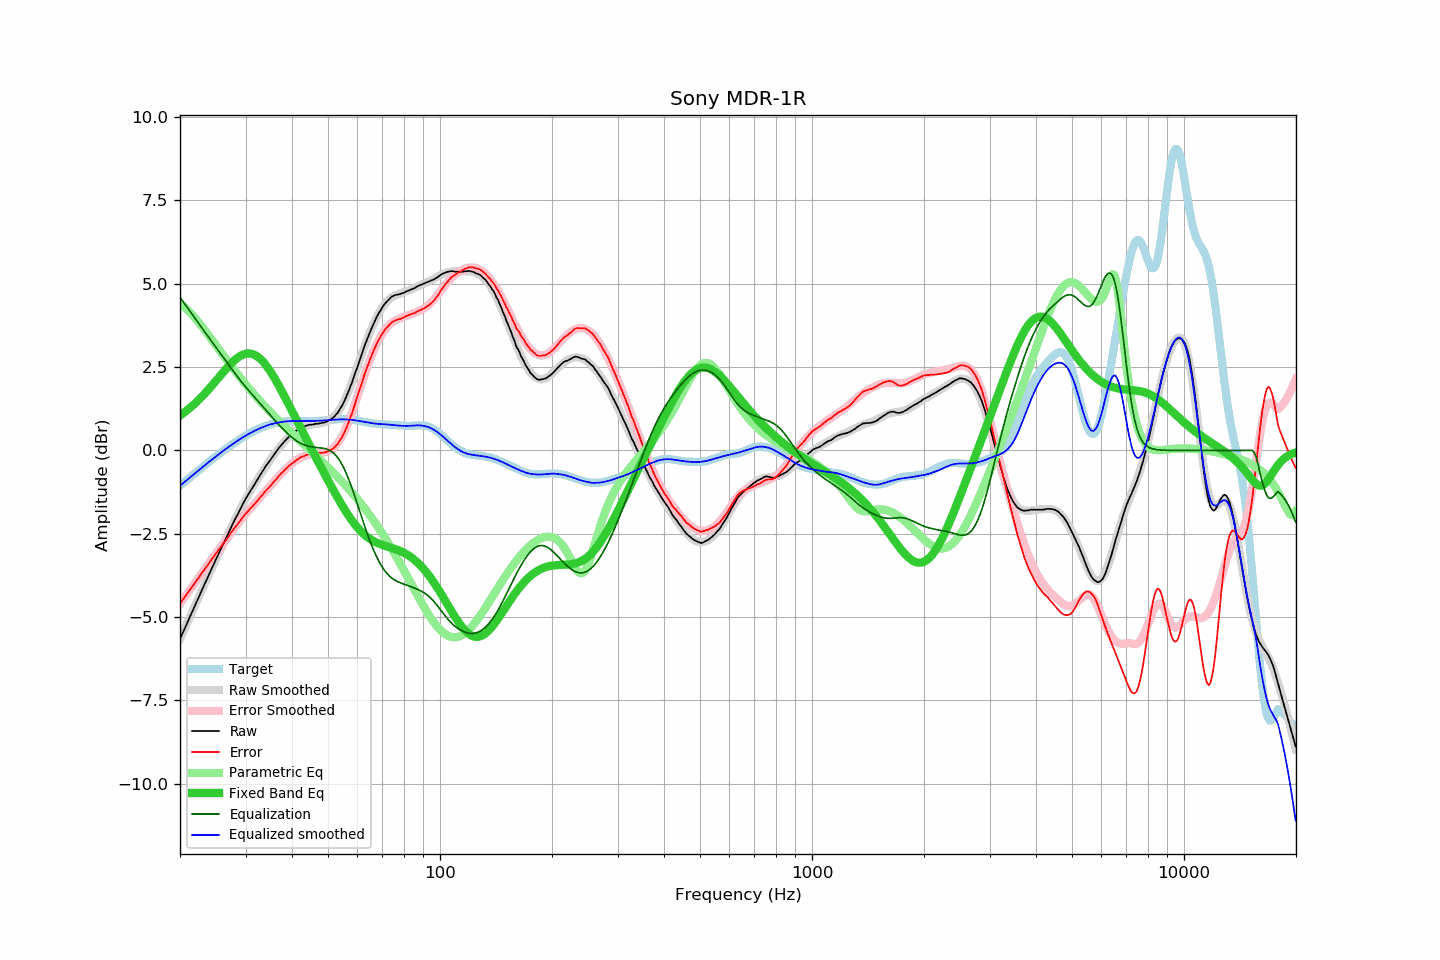 Sony MDR-1R
10.0
7.5
5.0
2.5
0.0
−2.5
−5.0
−7.5
−10.0
Amplitude (dBr)
Target
Raw Smoothed
Error Smoothed
Raw
Error
Parametric Eq
Fixed Band Eq
Equalization
Equalized smoothed
100
1000
10000
Frequency (Hz)